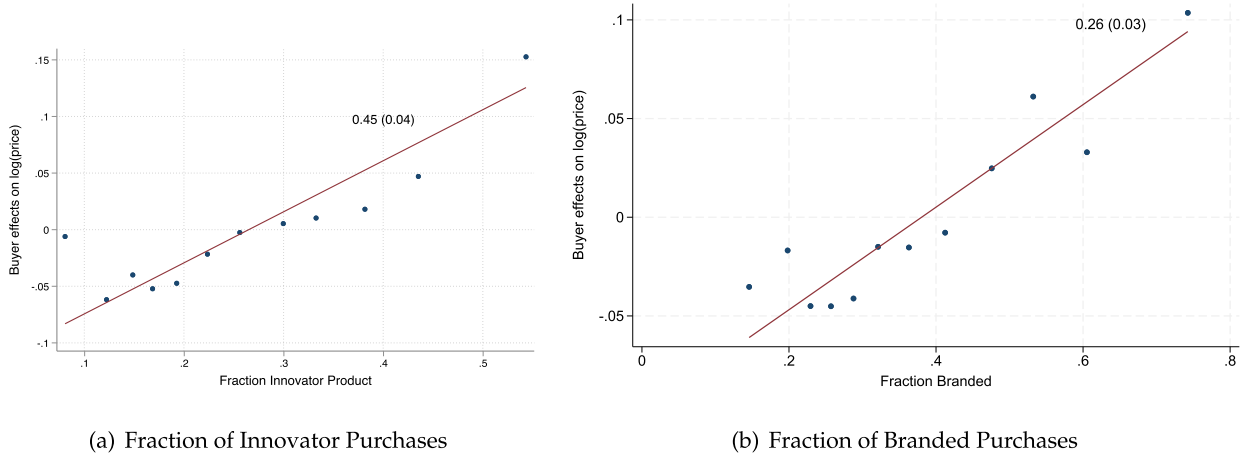 .15
.1
.05
0
-.05
-.1
Buyer effects on log(price)
0.45 (0.04)
.1 .2 .3 .4 .5
Fraction Innovator Product
(a) Fraction of Innovator Purchases
.1
.05
0
-.05
Buyer effects on log(price)
0.26 (0.03)
0 .2 .4 .6 .8
Fraction Branded
(b) Fraction of Branded Purchases